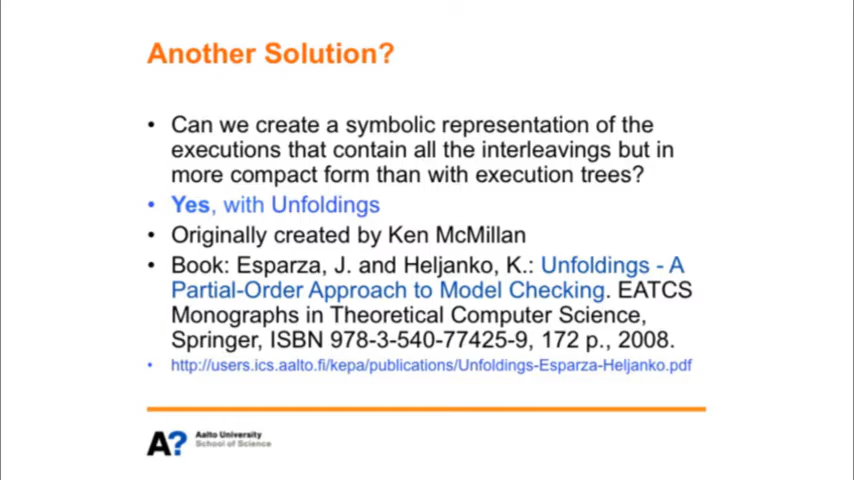 Another Solution?
• Can we create a symbolic representation of the
executions that contain all the interleavings but in
more compact form than with execution trees?
• Yes, with Unfoldings
• Originally created by Ken McMillan
• Book: Esparza, J. and Heljanko, K.: Unfoldings - A
Partial-Order Approach to Model Checking. EATCS
Monographs in Theoretical Computer Science,
Springer, ISBN 978-3-540-77425-9, 172 p., 2008.
• http://users.ics.aalto.fi/kepa/publications/Unfoldings-Esparza-Heljanko.pdf
A? Aalto University
School of Science